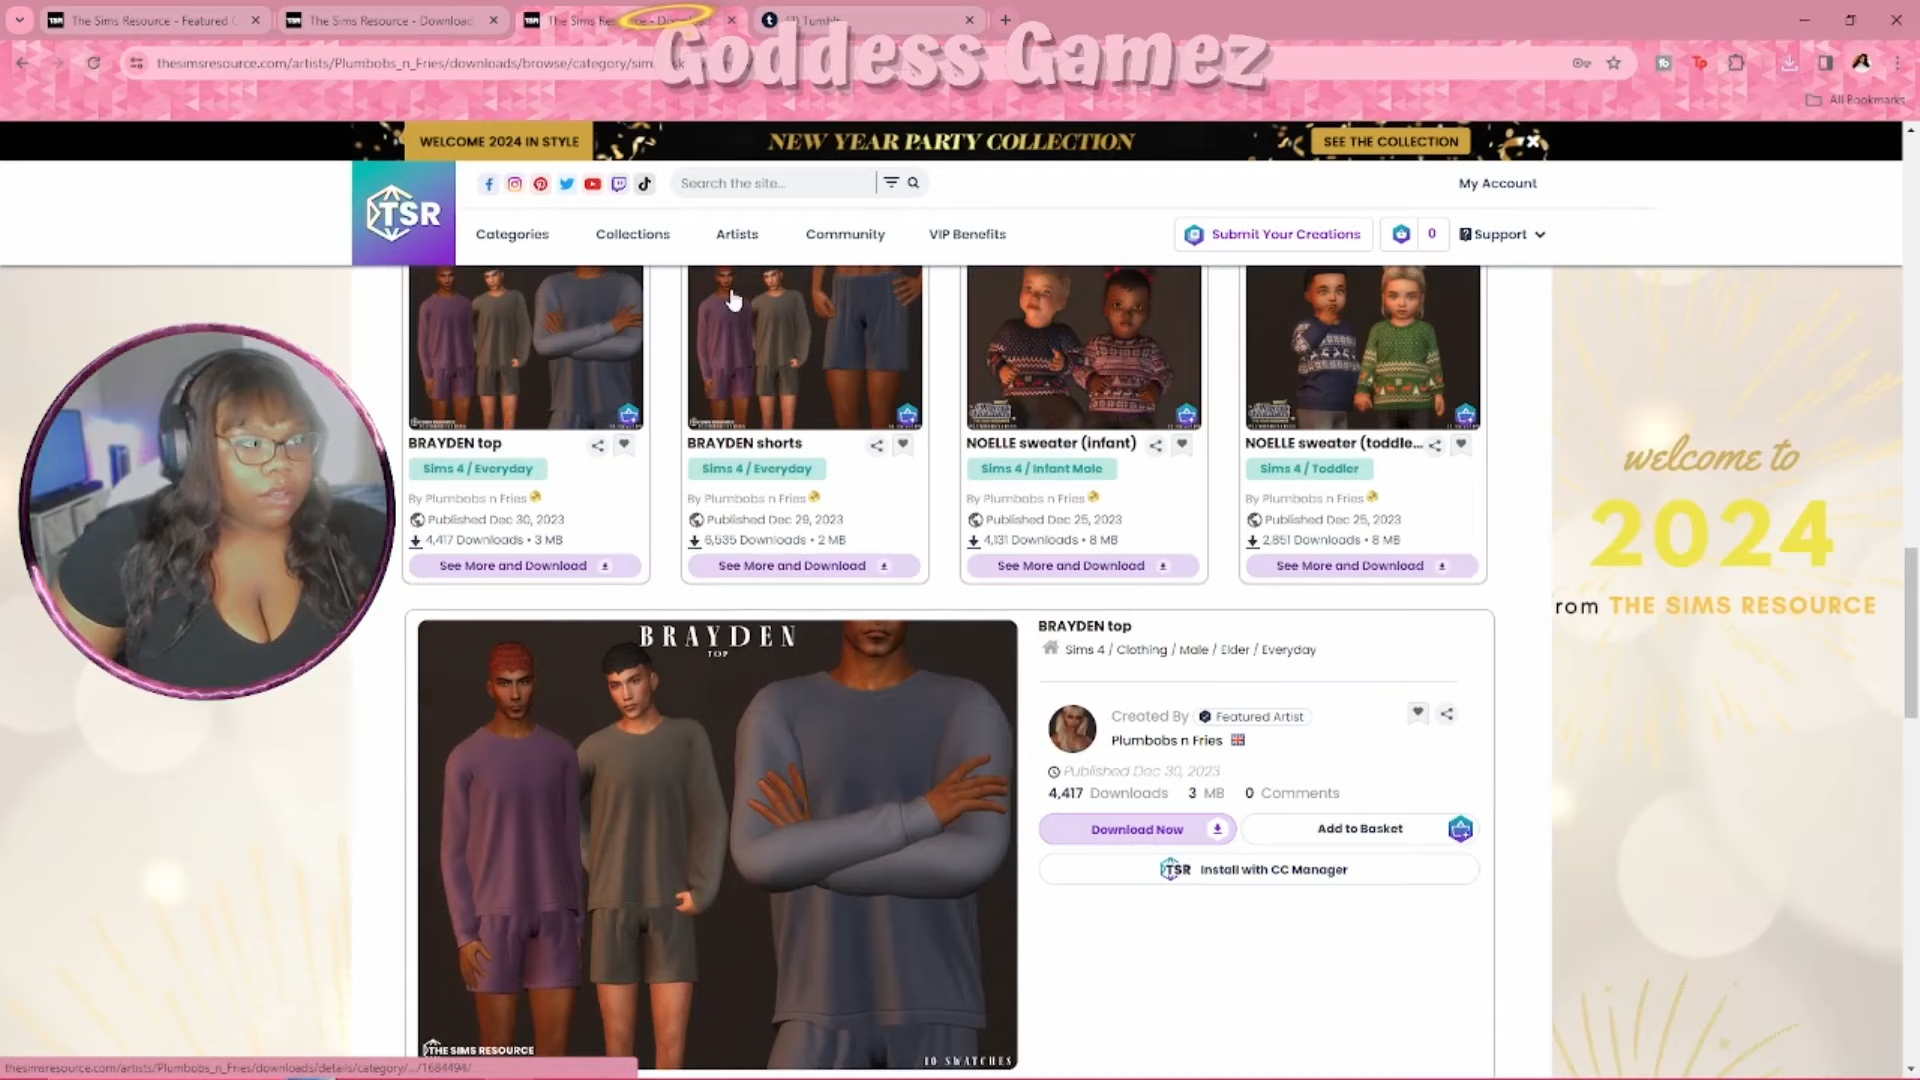 The Sims Resource - Featured
The Sims Resource - Download
The Sims Res
Goddess Gamez
thesimsresource.com/artists/Plumbobs_n_Fries/downloads/browse/category/sim
All Bookmarks
WELCOME 2024 IN STYLE
NEW YEAR PARTY COLLECTION
SEE THE COLLECTION
TSR
Search the site...
My Account
Categories
Collections
Artists
Community
VIP Benefits
Submit Your Creations
0
Support
BRAYDEN top
Sims 4 / Everyday
By Plumbobs n Fries
Published Dec 30, 2023
4,417 Downloads • 3 MB
See More and Download
BRAYDEN shorts
Sims 4 / Everyday
By Plumbobs n Fries
Published Dec 29, 2023
6,535 Downloads • 2 MB
See More and Download
NOELLE sweater (infant)
Sims 4 / Infant Male
By Plumbobs n Fries
Published Dec 25, 2023
4,131 Downloads • 8 MB
See More and Download
NOELLE sweater (toddle...
Sims 4 / Toddler
By Plumbobs n Fries
Published Dec 25, 2023
2,851 Downloads • 8 MB
See More and Download
welcome to
2024
rom THE SIMS RESOURCE
BRAYDEN
TOP
THE SIMS RESOURCE
10 SWATCHES
BRAYDEN top
Sims 4 / Clothing / Male / Elder / Everyday
Created By Featured Artist
Plumbobs n Fries
Published Dec 30, 2023
4,417 Downloads 3 MB 0 Comments
Download Now
Add to Basket
TSR Install with CC Manager
thesimsresource.com/artists/Plumbobs_n_Fries/downloads/details/category/.../1684494/